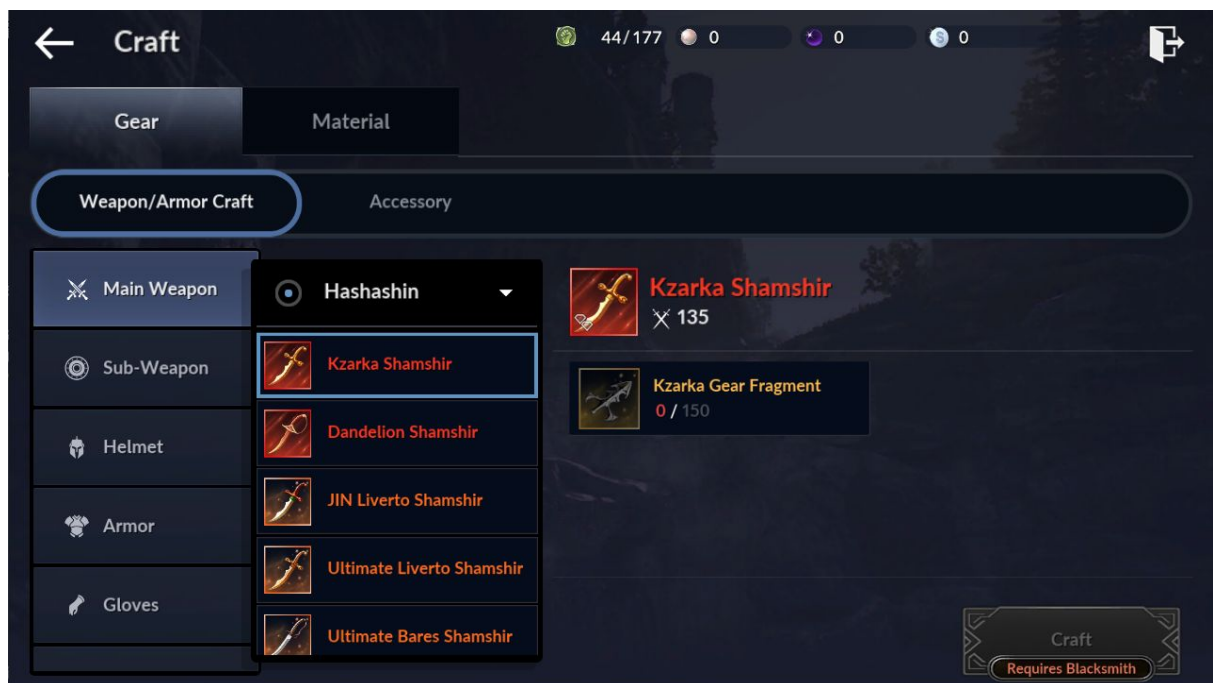 Craft
44/177
0
0
0
Gear
Material
Weapon/Armor Craft
Accessory
Main Weapon
Sub-Weapon
Helmet
Armor
Gloves
Hashashin
Kzarka Shamshir
Dandelion Shamshir
JIN Liverto Shamshir
Ultimate Liverto Shamshir
Ultimate Bares Shamshir
Kzarka Shamshir
135
Kzarka Gear Fragment
0 / 150
Craft
Requires Blacksmith